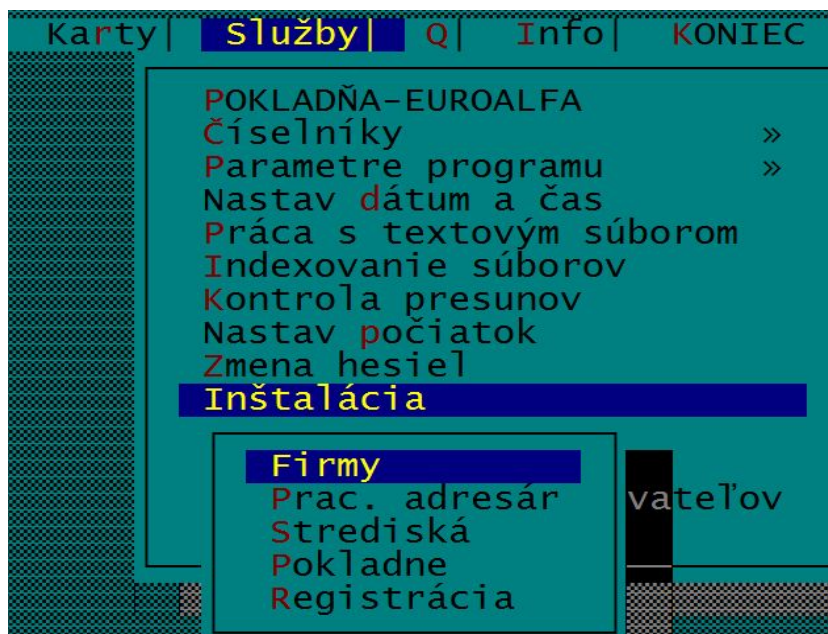 Karty| Služby| Q| Info| KONIEC
POKLADŇA-EUROALFA
Číselníky »
Parametre programu »
Nastav dátum a čas
Práca s textovým súborom
Indexovanie súborov
Kontrola presunov
Nastav počiatok
Zmena hesiel
Inštalácia
Firmy
Prac. adresár vateľov
Strediská
Pokladne
Registrácia